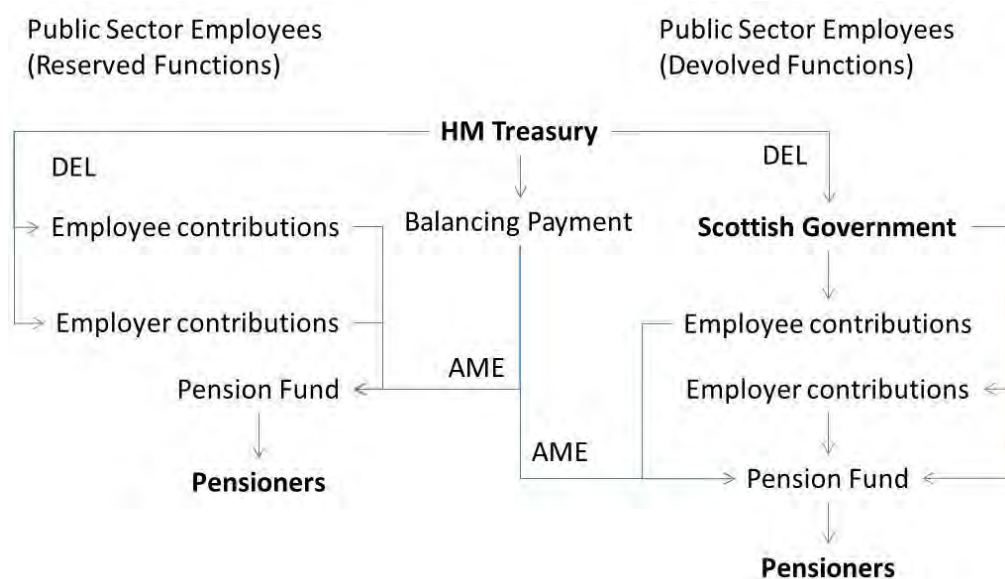 Public Sector Employees
(Reserved Functions)
Public Sector Employees
(Devolved Functions)
HM Treasury
DEL
DEL
Employee contributions
Balancing Payment
Scottish Government
Employer contributions
Employee contributions
AME
Pension Fund
Employer contributions
AME
Pensioners
Pension Fund
Pensioners